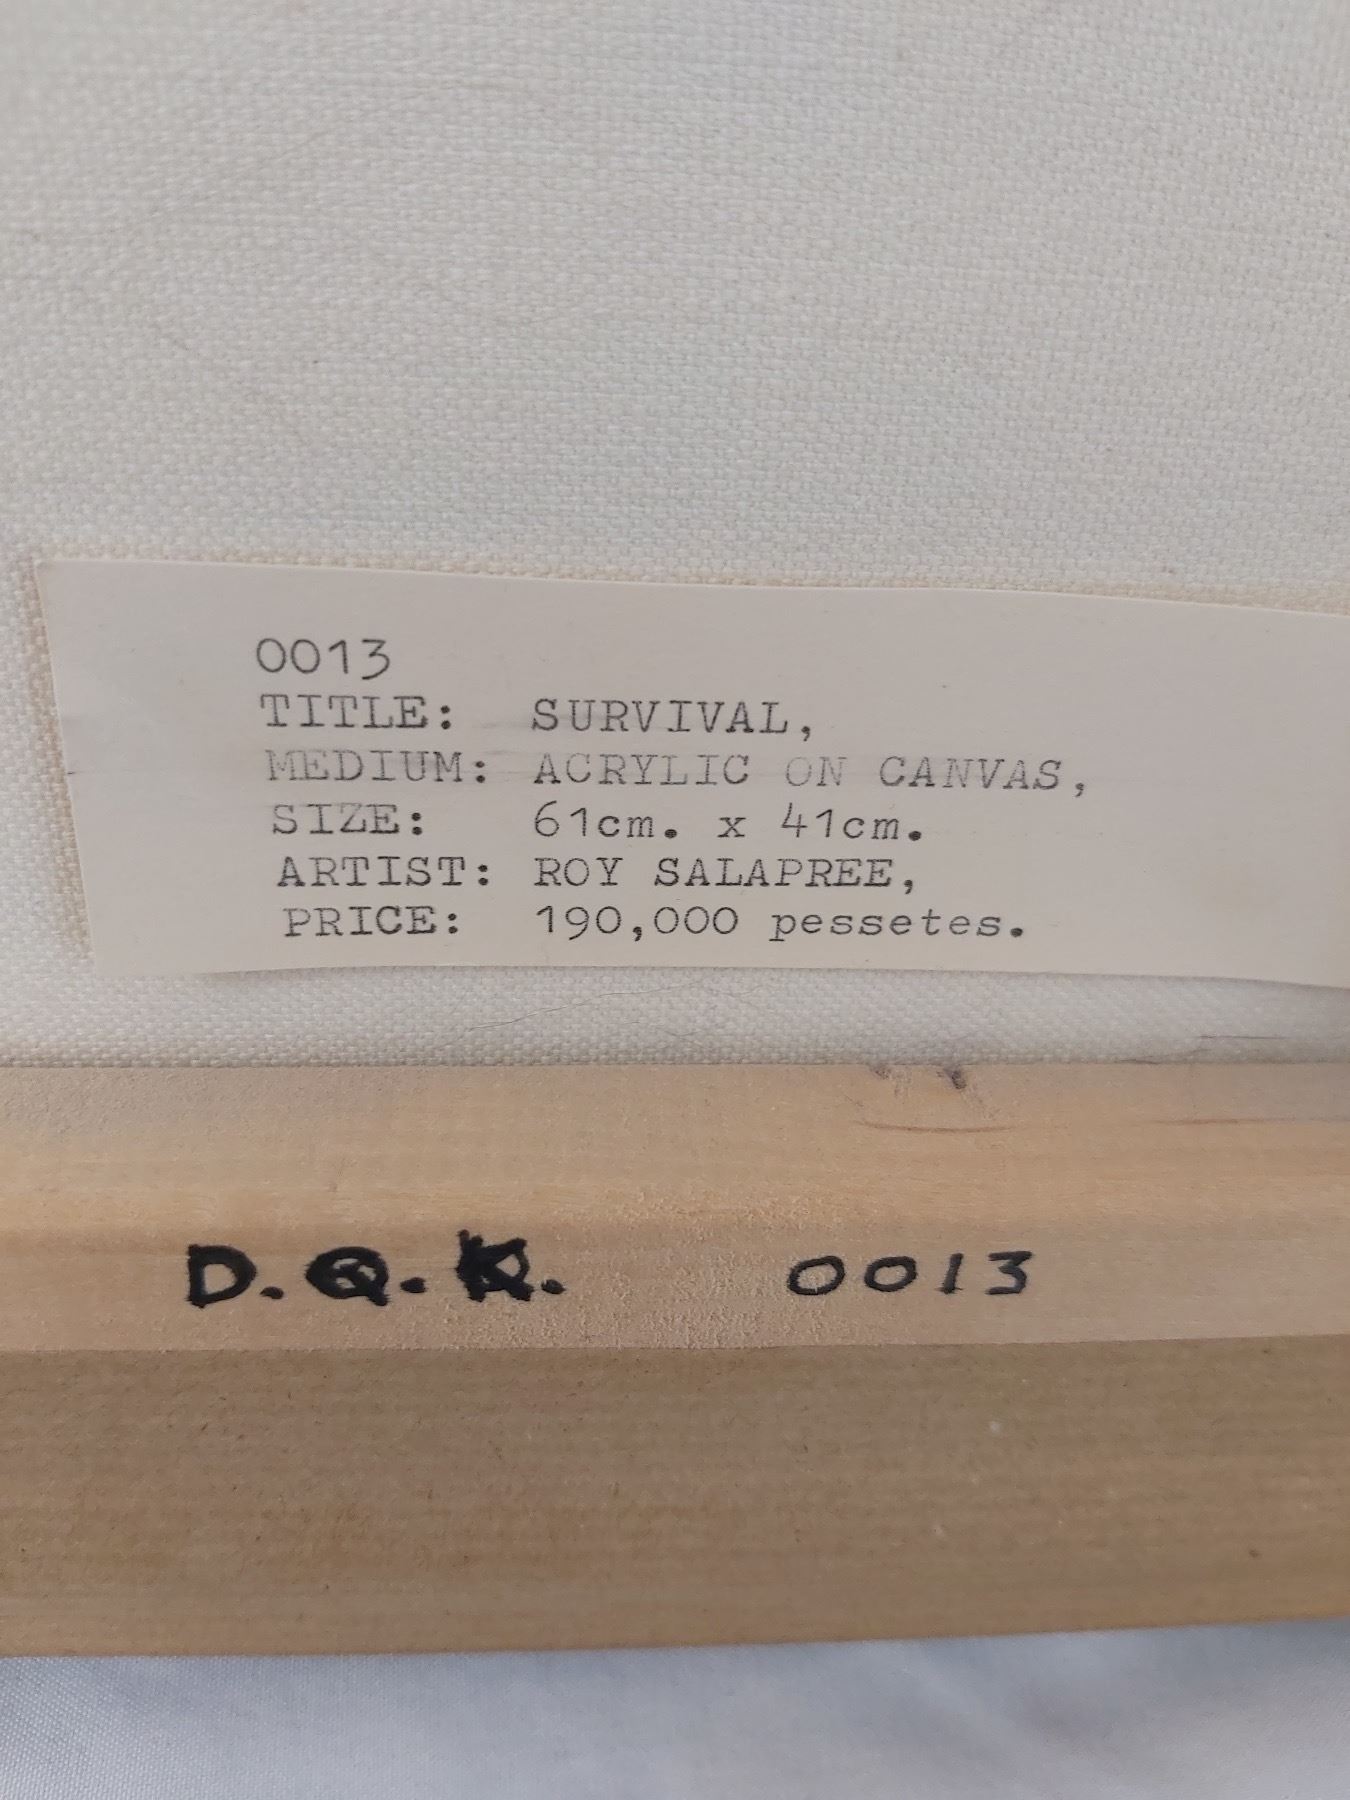 0013
TITLE: SURVIVAL,
MEDIUM: ACRYLIC ON CANVAS,
SIZE: 61cm. x 41cm.
ARTIST: ROY SALAPREE,
PRICE: 190,000 pessetes.
D.Q.K. 0013